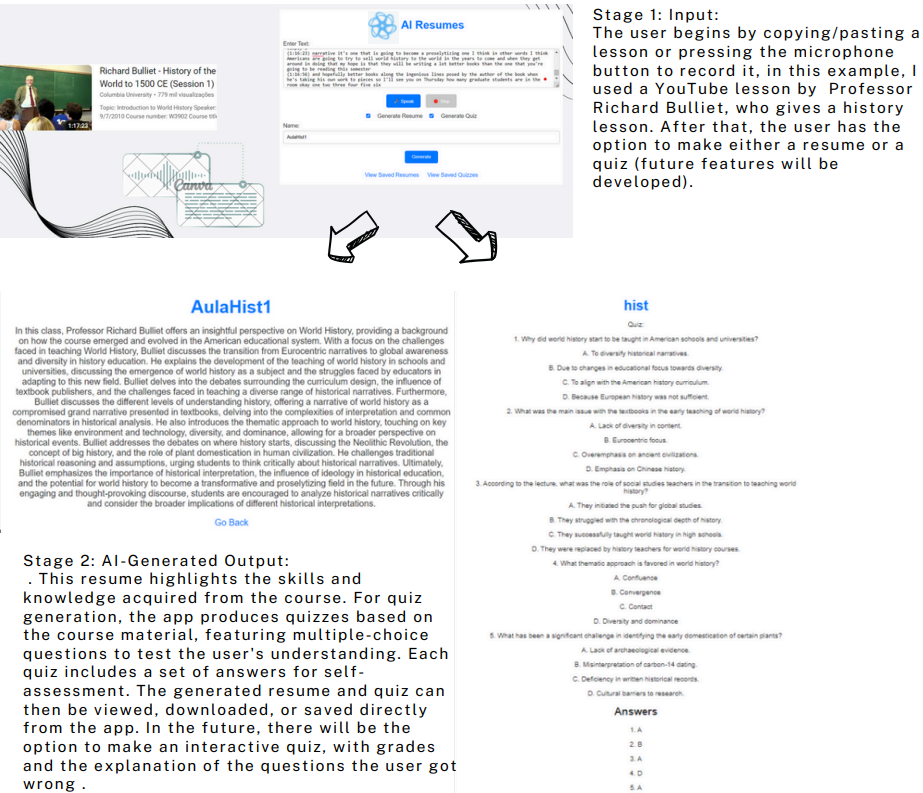 AI Resumes
Enter Text:
(1:16:23) narrative it's one that is going to become a proselyticing one I think in other words I think
Americans are going to try to sell world history to the world in the years to come and when they get
around in doing that my hope is that they will be writing a lot better books than the one that you're
going to be reading this semester
(1:16:56) and hopefully better books along the ingenious lines posed by the author of the book when
he's taking his own work to pieces so I'll see you on Thursday how many graduate students are in the
room okay one two three four five six
Speak
Generate Resume Generate Quiz
Name:
AulaHist1
Generate
View Saved Resumes View Saved Quizzes
Richard Bulliet - History of the
World to 1500 CE (Session 1)
Columbia University • 779 mil visualizações
Topic: Introduction to World History Speaker:
9/7/2010 Course number: W3902 Course titl
1:17:23
Canva
Stage 1: Input:
The user begins by copying/pasting a
lesson or pressing the microphone
button to record it, in this example, I
used a YouTube lesson by Professor
Richard Bulliet, who gives a history
lesson. After that, the user has the
option to make either a resume or a
quiz (future features will be
developed).
AulaHist1
In this class, Professor Richard Bulliet offers an insightful perspective on World History, providing a background
on how the course emerged and evolved in the American educational system. With a focus on the challenges
faced in teaching World History, Bulliet discusses the transition from Eurocentric narratives to global awareness
and diversity in history education. He explains the development of the teaching of world history in schools and
universities, discussing the emergence of world history as a subject and the struggles faced by educators in
adapting to this new field. Bulliet delves into the debates surrounding the curriculum design, the influence of
textbook publishers, and the challenges faced in teaching a diverse range of historical narratives. Furthermore,
Bulliet discusses the different levels of understanding history, offering a narrative of world history as a
compromised grand narrative presented in textbooks, delving into the complexities of interpretation and common
denominators in historical analysis. He also introduces the thematic approach to world history, touching on key
themes like environment and technology, diversity, and dominance, allowing for a broader perspective on
historical events. Bulliet addresses the debates on where history starts, discussing the Neolithic Revolution, the
concept of big history, and the role of plant domestication in human civilization. He challenges traditional
historical reasoning and assumptions, urging students to think critically about historical narratives. Ultimately,
Bulliet emphasizes the importance of historical interpretation, the influence of ideology in historical education,
and the potential for world history to become a transformative and proselytizing field in the future. Through his
engaging and thought-provoking discourse, students are encouraged to analyze historical narratives critically
and consider the broader implications of different historical interpretations.
Go Back
hist
Quiz:
1. Why did world history start to be taught in American schools and universities?
A. To diversify historical narratives.
B. Due to changes in educational focus towards diversity.
C. To align with the American history curriculum.
D. Because European history was not sufficient.
2. What was the main issue with the textbooks in the early teaching of world history?
A. Lack of diversity in content.
B. Eurocentric focus.
C. Overemphasis on ancient civilizations.
D. Emphasis on Chinese history.
3. According to the lecture, what was the role of social studies teachers in the transition to teaching world
history?
A. They initiated the push for global studies.
B. They struggled with the chronological depth of history.
C. They successfully taught world history in high schools.
D. They were replaced by history teachers for world history courses.
4. What thematic approach is favored in world history?
A. Confluence
B. Convergence
C. Contact
D. Diversity and dominance
5. What has been a significant challenge in identifying the early domestication of certain plants?
A. Lack of archaeological evidence.
B. Misinterpretation of carbon-14 dating.
C. Deficiency in written historical records.
D. Cultural barriers to research.
Answers
1. A
2. B
3. A
4. D
5. A
Stage 2: AI-Generated Output:
. This resume highlights the skills and
knowledge acquired from the course. For quiz
generation, the app produces quizzes based on
the course material, featuring multiple-choice
questions to test the user's understanding. Each
quiz includes a set of answers for self-
assessment. The generated resume and quiz can
then be viewed, downloaded, or saved directly
from the app. In the future, there will be the
option to make an interactive quiz, with grades
and the explanation of the questions the user got
wrong .